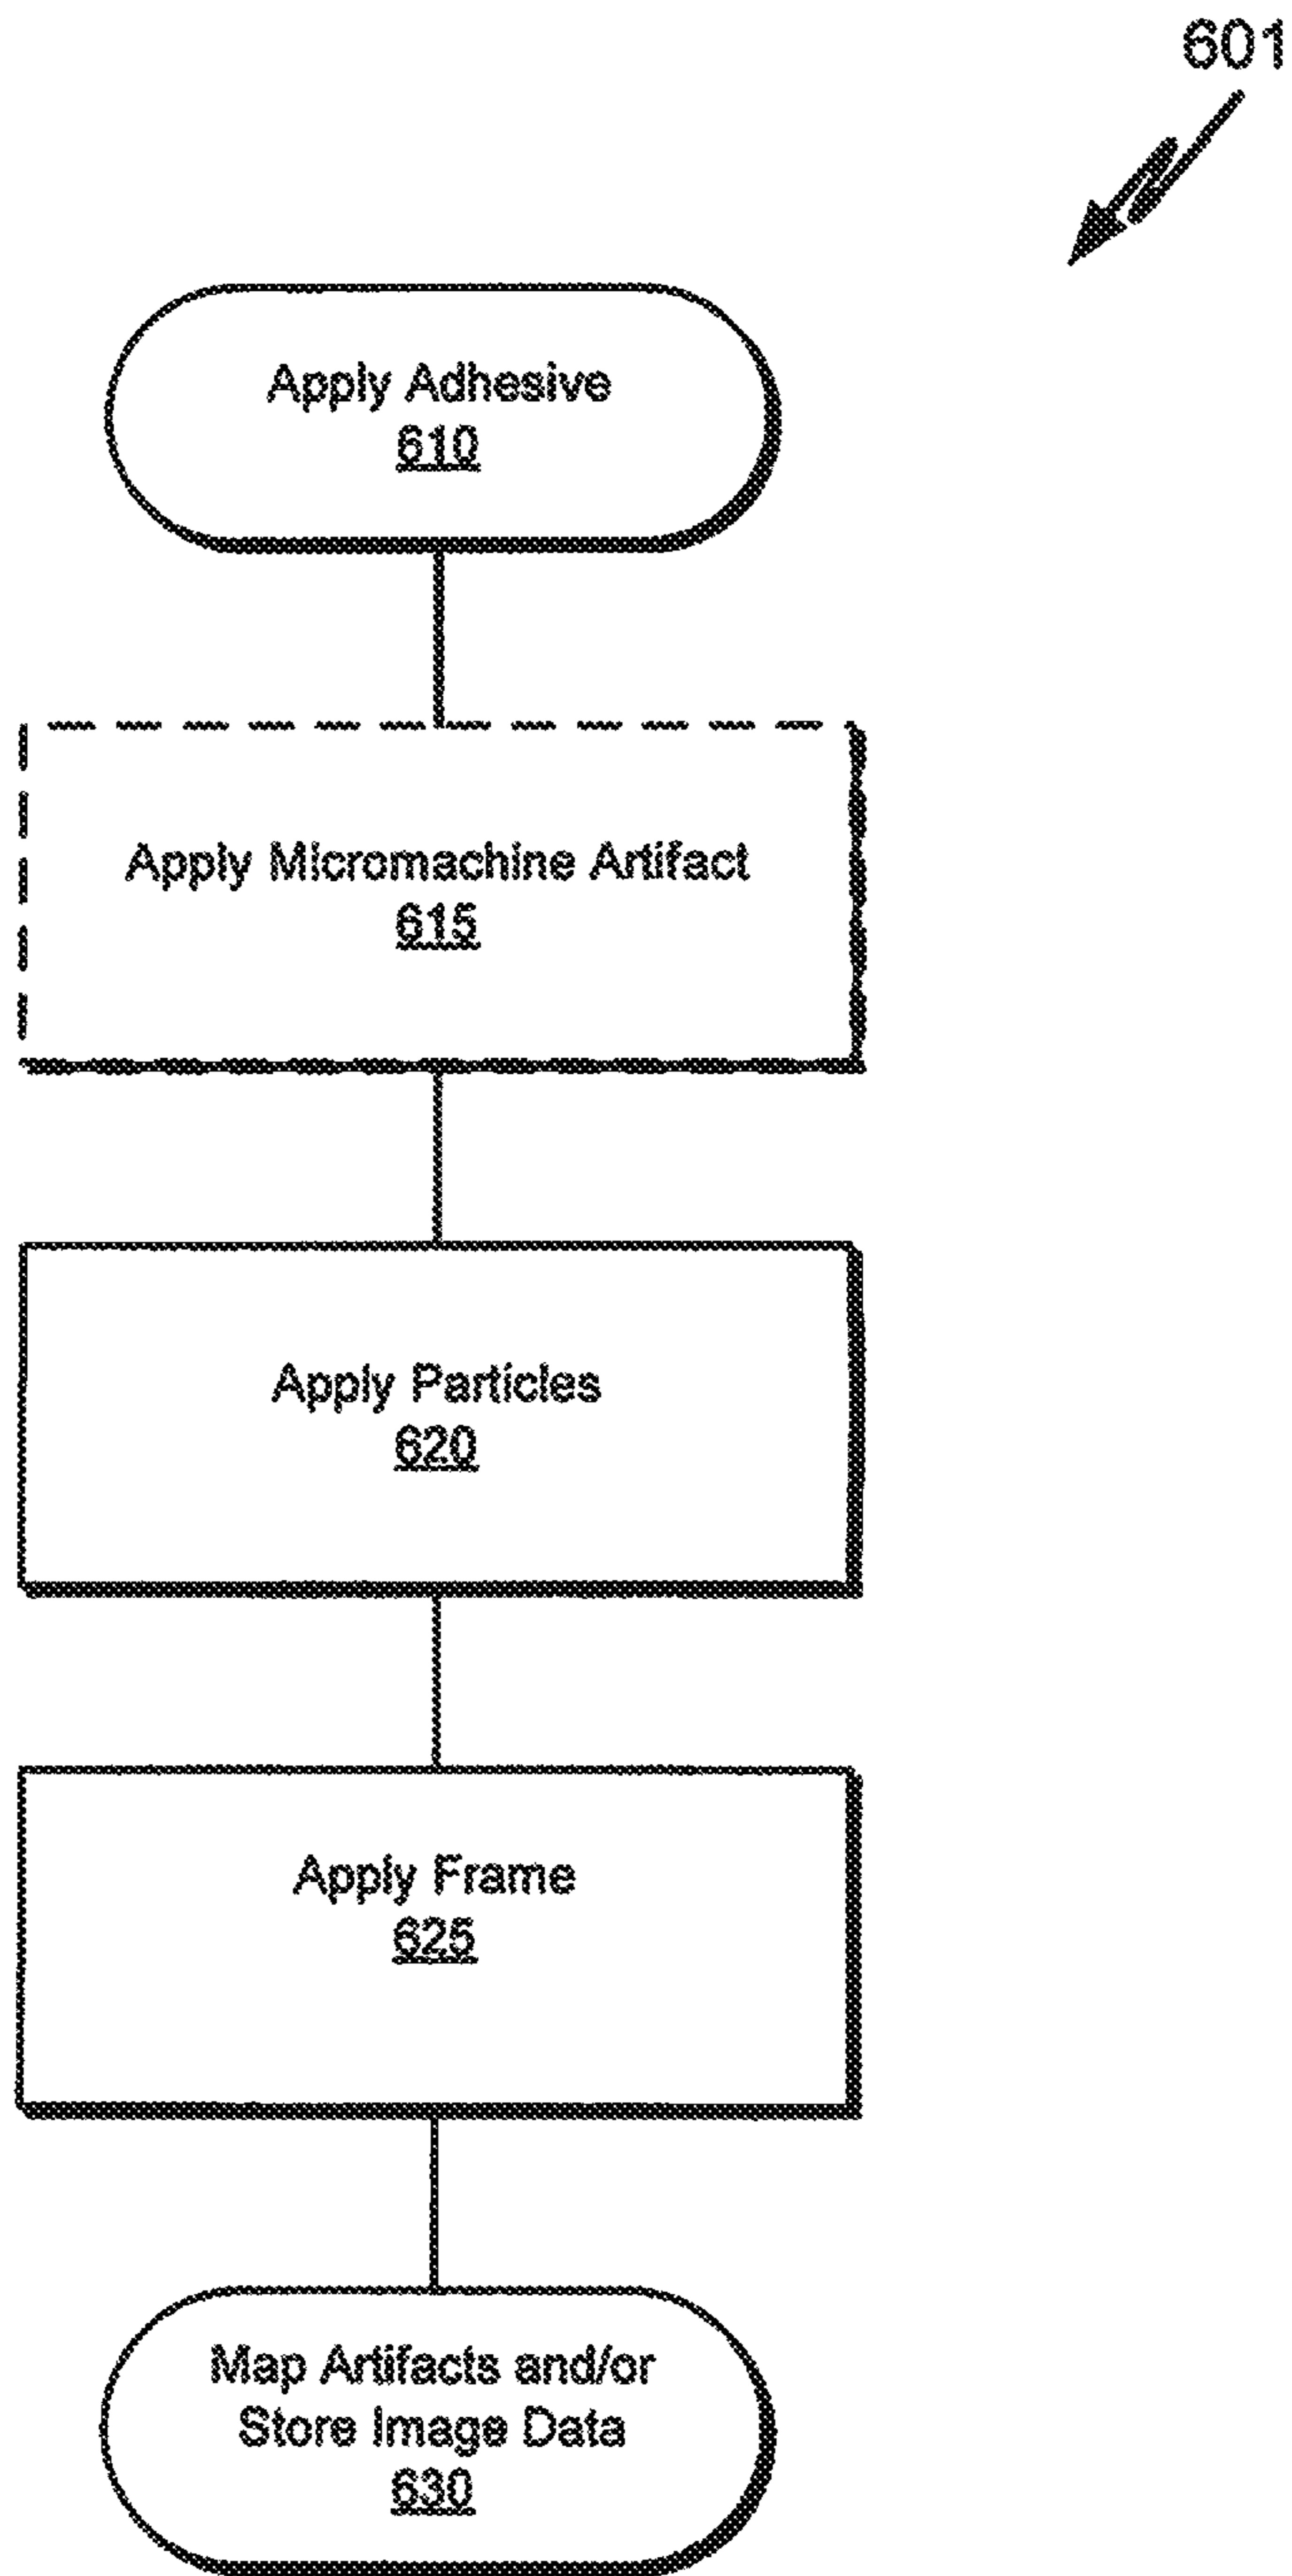 601
Apply Adhesive
610
Apply Micromachine Artifact
615
Apply Particles
620
Apply Frame
625
Map Artifacts and/or
Store Image Data
630